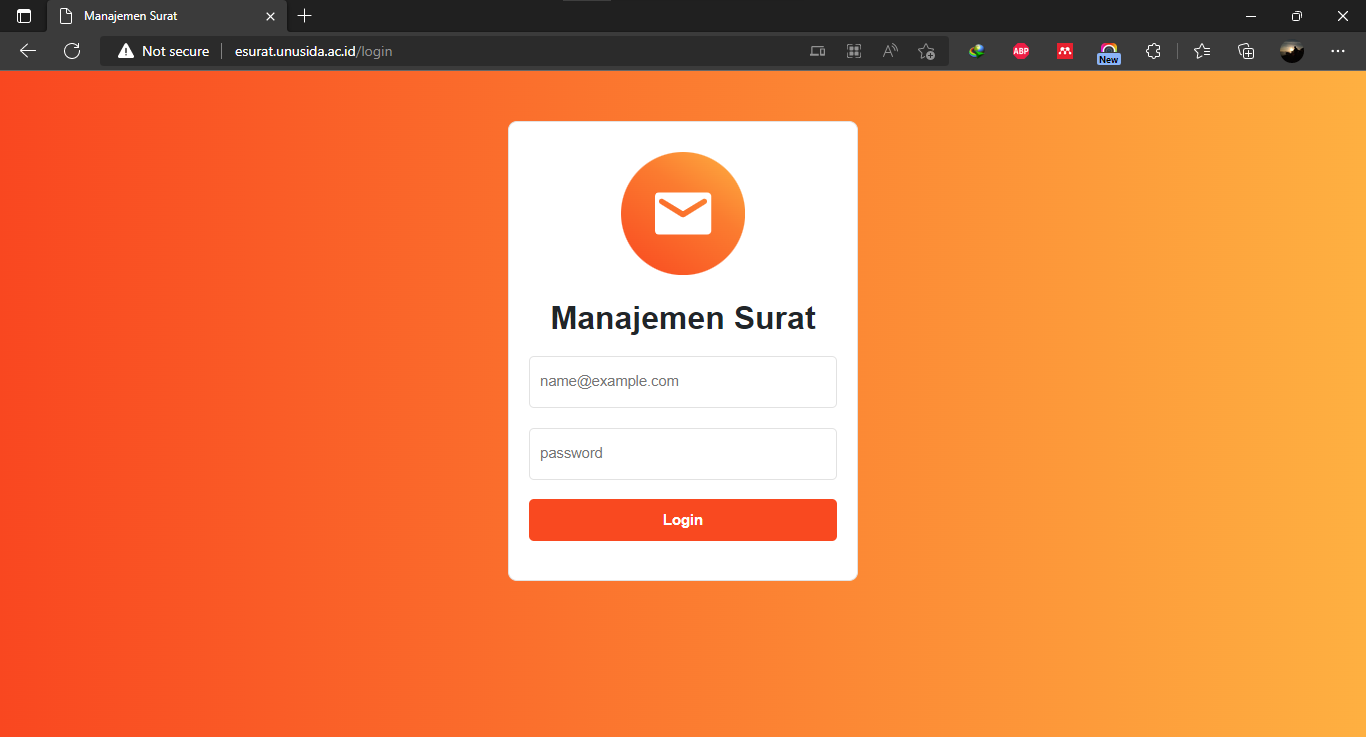 Manajemen Surat
Not secure
esurat.unusida.ac.id/login
ABP
New
Manajemen Surat
name@example.com
password
Login